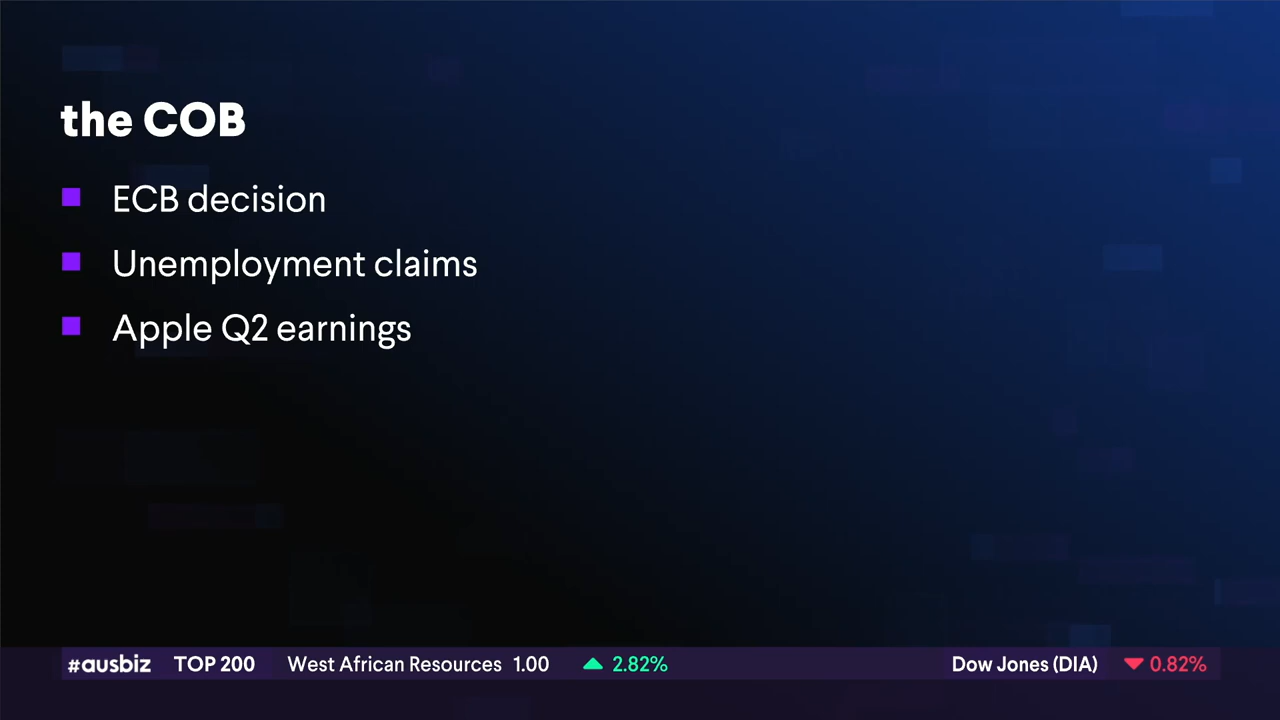 the COB
ECB decision
Unemployment claims
Apple Q2 earnings
#ausbiz TOP 200 West African Resources 1.00 2.82% Dow Jones (DIA) 0.82%